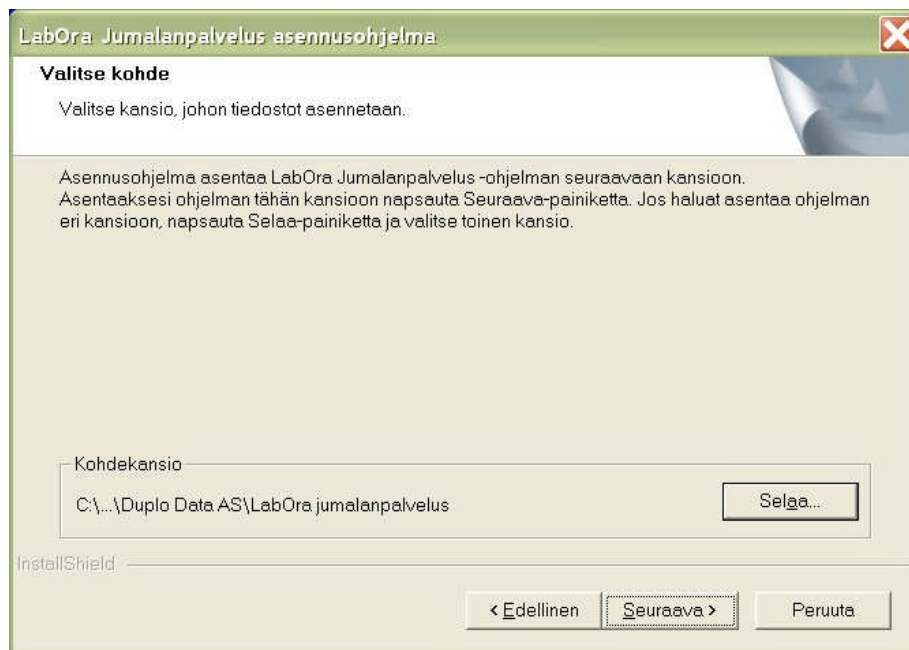 LabOra Jumalanpalvelus asennusohjelma
Valitse kohde
Valitse kansio, johon tiedostot asennetaan.
Asennusohjelma asentaa LabOra Jumalanpalvelus -ohjelman seuraavaan kansioon.
Asentaaksesi ohjelman tähän kansioon napsauta Seuraava-painiketta. Jos haluat asentaa ohjelman
eri kansioon, napsauta Selaa-painiketta ja valitse toinen kansio.
Kohdekansio
C:\...\Duplo Data AS\LabOra jumalanpalvelus
Selaa...
InstallShield
< Edellinen
Seuraava >
Peruuta